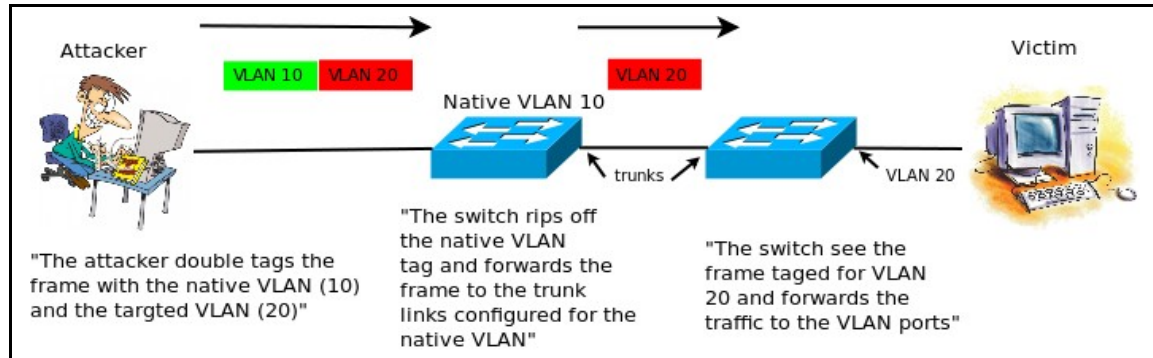 Attacker
VLAN 10 VLAN 20
VLAN 20
Victim
Native VLAN 10
trunks
VLAN 20
"The attacker double tags the
frame with the native VLAN (10)
and the targted VLAN (20)"
"The switch rips off
the native VLAN
tag and forwards the
frame to the trunk
links configured for the
native VLAN"
"The switch see the
frame taged for VLAN
20 and forwards the
traffic to the VLAN ports"